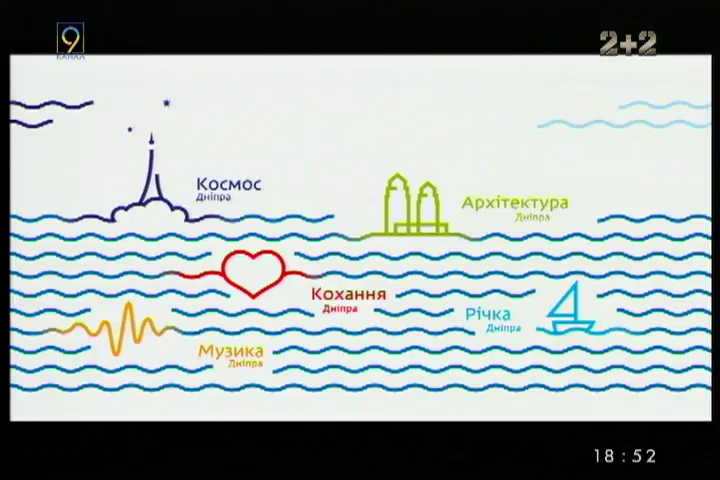 9
КАНАЛ
2+2
Космос
Дніпра
Архітектура
Дніпра
Кохання
Дніпра
Річка
Дніпра
Музика
Дніпра
18:52